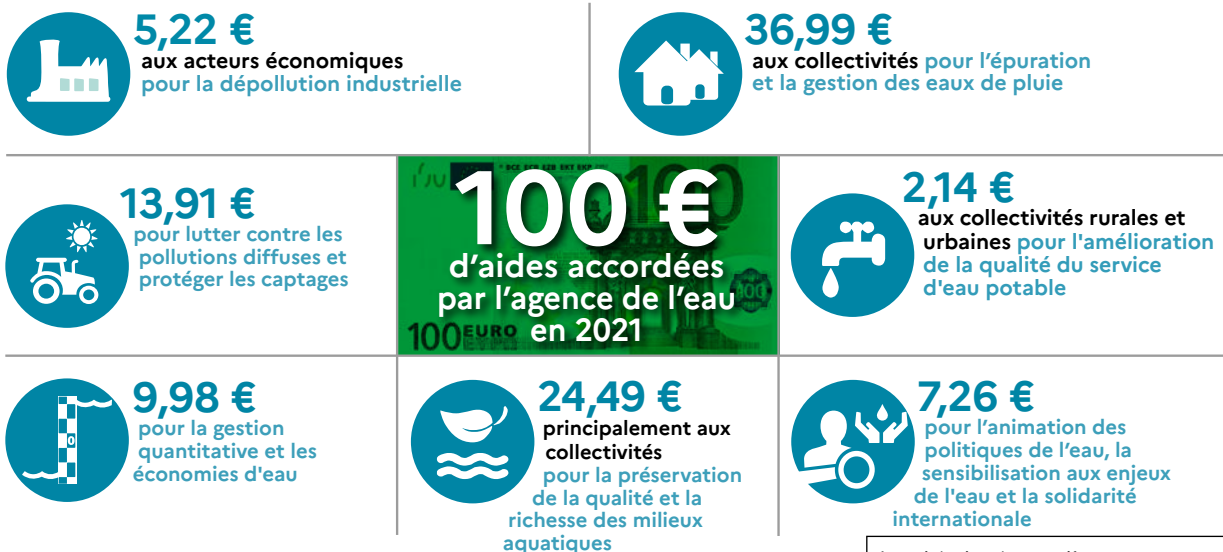 5,22 €
aux acteurs économiques
pour la dépollution industrielle
36,99 €
aux collectivités pour l'épuration
et la gestion des eaux de pluie
13,91 €
pour lutter contre les
pollutions diffuses et
protéger les captages
100 €
d'aides accordées
par l'agence de l'eau
en 2021
100 EURO
2,14 €
aux collectivités rurales et
urbaines pour l'amélioration
de la qualité du service
d'eau potable
9,98 €
pour la gestion
quantitative et les
économies d'eau
24,49 €
principalement aux
collectivités
pour la préservation
de la qualité et la
richesse des milieux
aquatiques
7,26 €
pour l'animation des
politiques de l'eau, la
sensibilisation aux enjeux
de l'eau et la solidarité
internationale